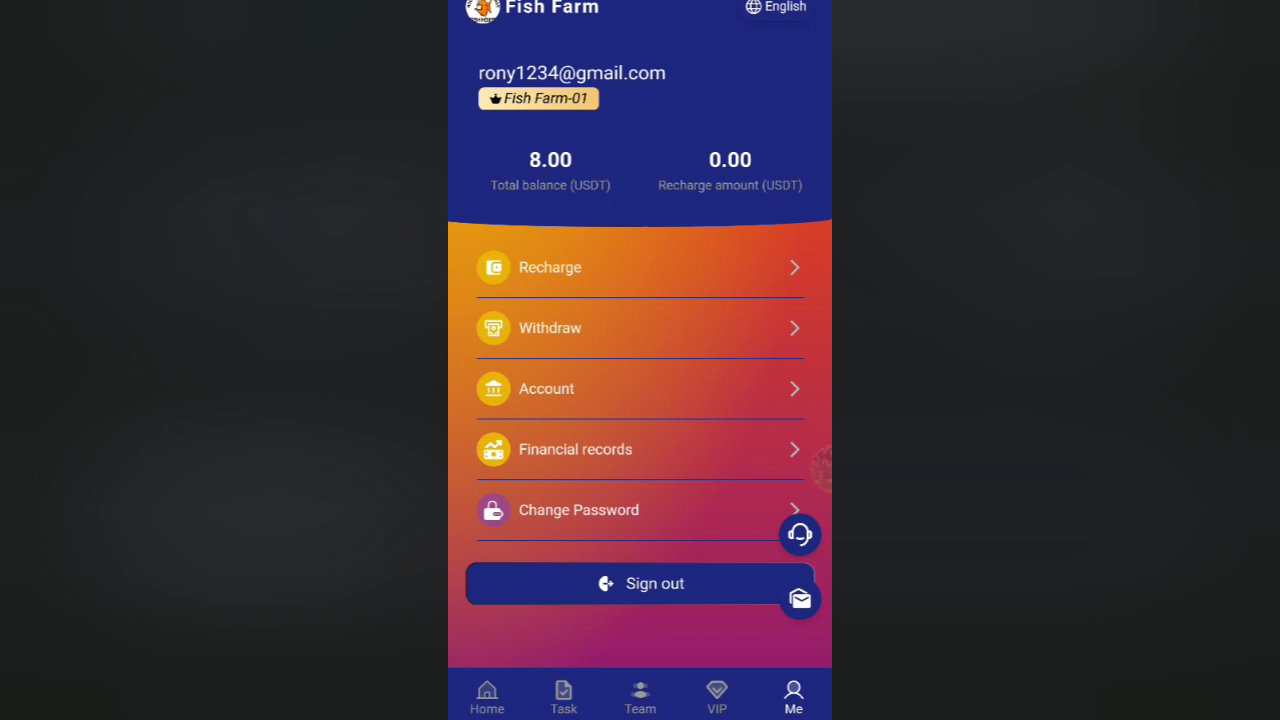 Fish Farm
English
rony1234@gmail.com
Fish Farm-01
8.00
0.00
Total balance (USDT)
Recharge amount (USDT)
Recharge
Withdraw
Account
Financial records
Change Password
Sign out
Home
Task
Team
VIP
Me